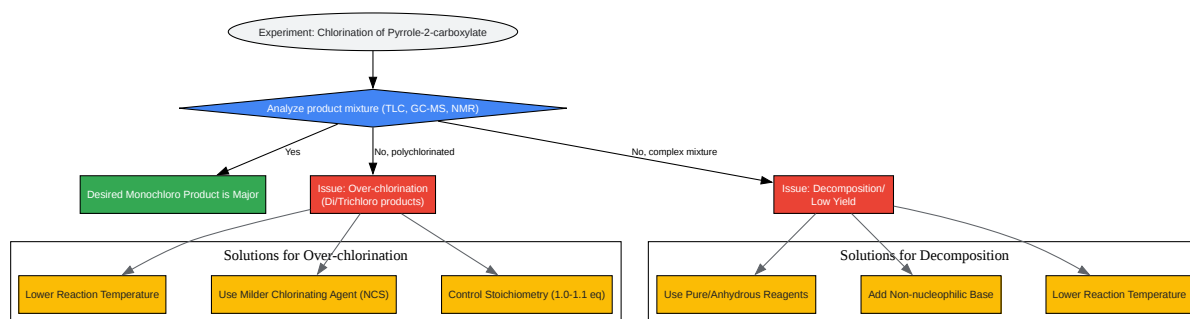 Experiment: Chlorination of Pyrrole-2-carboxylate
Analyze product mixture (TLC, GC-MS, NMR)
Yes
No, polychlorinated
No, complex mixture
Desired Monochloro Product is Major
Issue: Over-chlorination
(Di/Trichloro products)
Issue: Decomposition/
Low Yield
Solutions for Over-chlorination
Lower Reaction Temperature
Use Milder Chlorinating Agent (NCS)
Control Stoichiometry (1.0-1.1 eq)
Solutions for Decomposition
Use Pure/Anhydrous Reagents
Add Non-nucleophilic Base
Lower Reaction Temperature